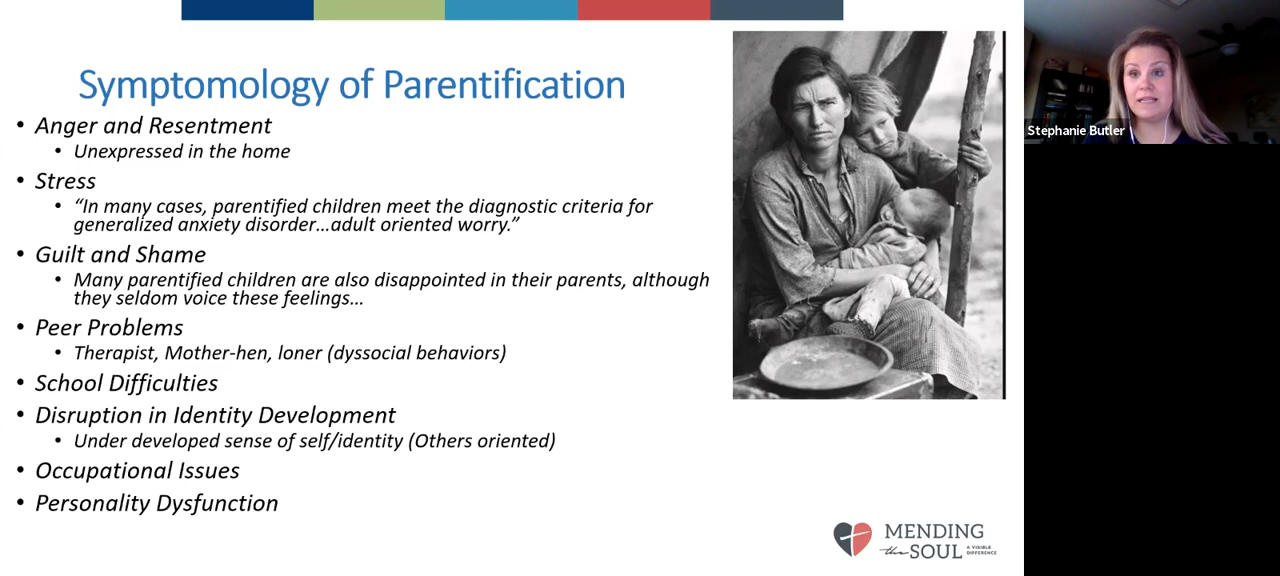 Symptomology of Parentification
• Anger and Resentment
• Unexpressed in the home
• Stress
• “In many cases, parentified children meet the diagnostic criteria for
generalized anxiety disorder…adult oriented worry.”
• Guilt and Shame
• Many parentified children are also disappointed in their parents, although
they seldom voice these feelings…
• Peer Problems
• Therapist, Mother-hen, loner (dyssocial behaviors)
• School Difficulties
• Disruption in Identity Development
• Under developed sense of self/identity (Others oriented)
• Occupational Issues
• Personality Dysfunction
MENDING
the SOUL
A VISIBLE
DIFFERENCE
Stephanie Butler